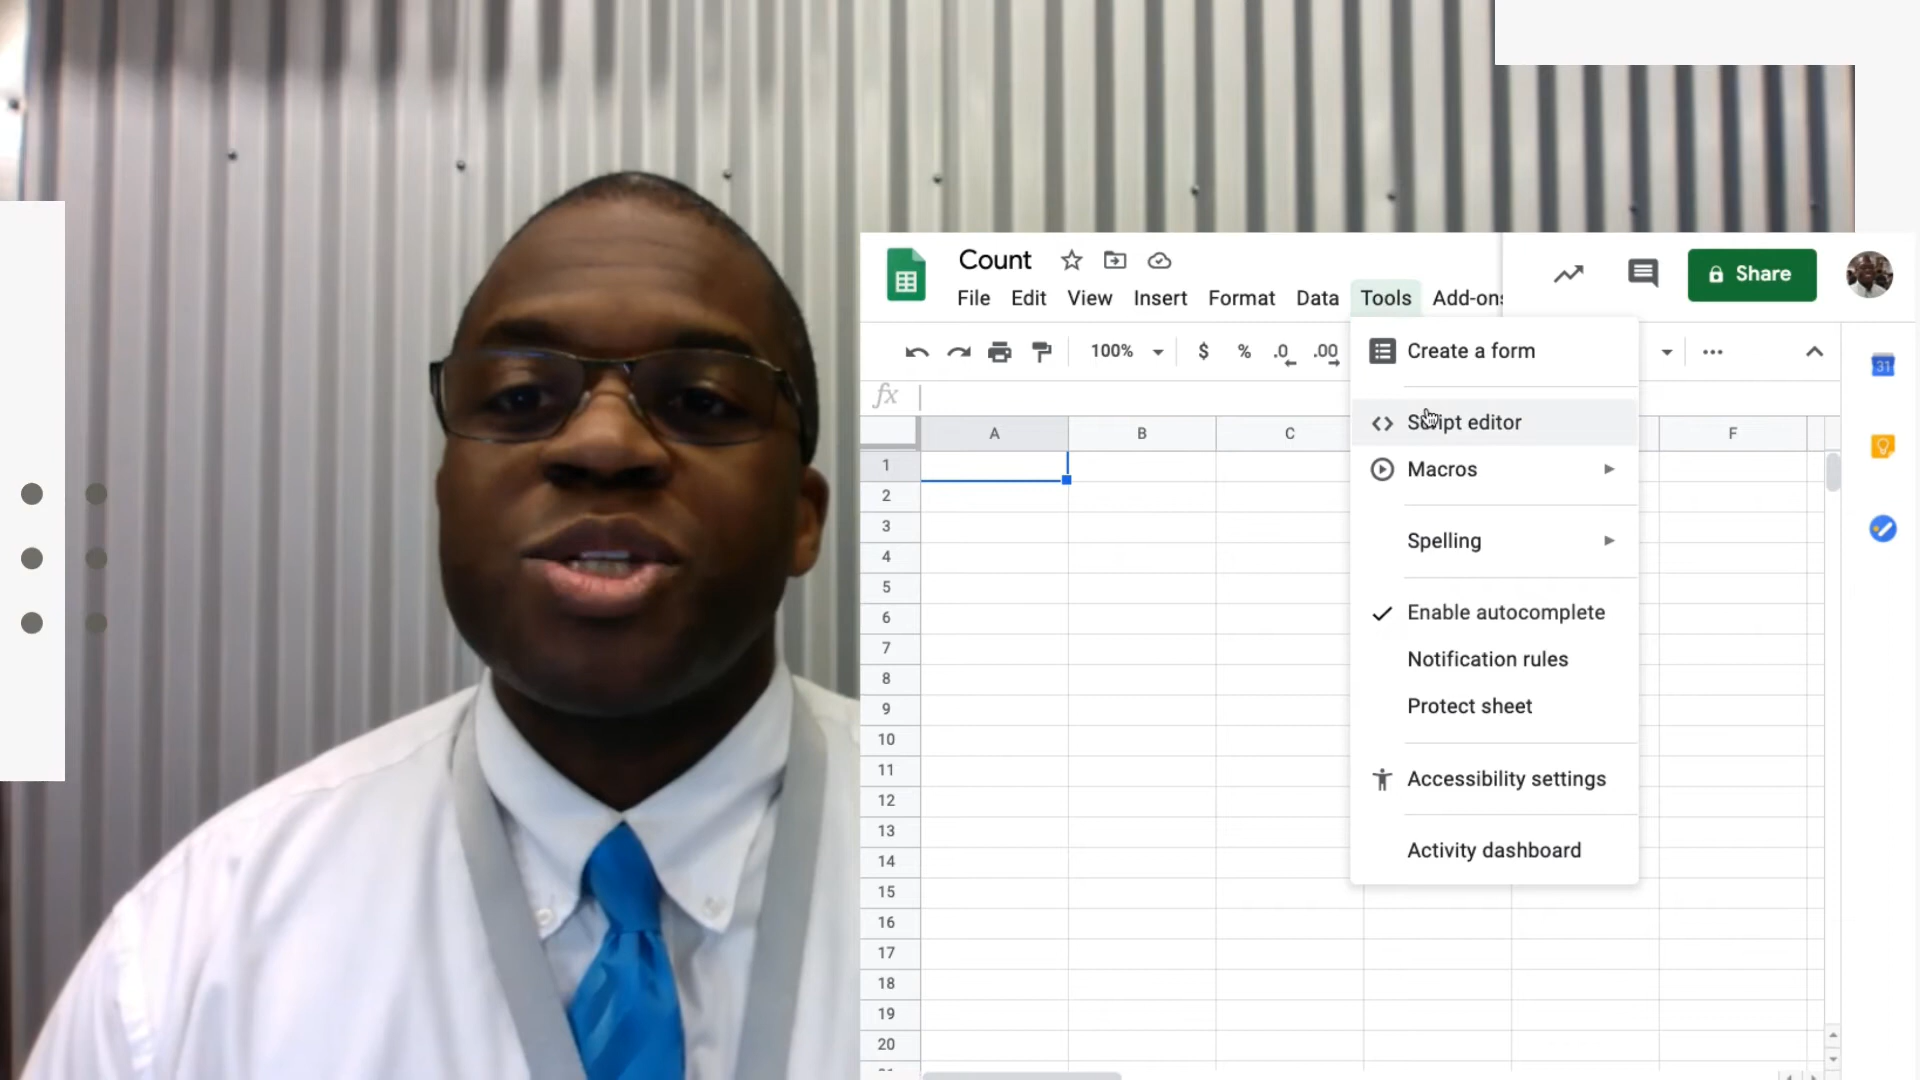 Count
File Edit View Insert Format Data Tools Add-ons
Share
100% $ % .0 .00
fx
31
A B C F
1
2
3
4
5
6
7
8
9
10
11
12
13
14
15
16
17
18
19
20
Create a form
Script editor
Macros
Spelling
Enable autocomplete
Notification rules
Protect sheet
Accessibility settings
Activity dashboard